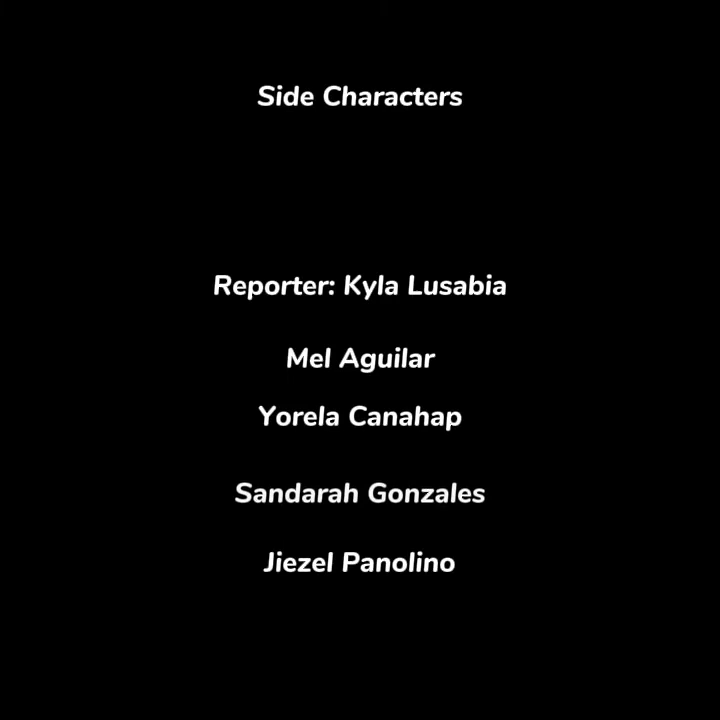 Side Characters
Reporter: Kyla Lusabia
Mel Aguilar
Yorela Canahap
Sandarah Gonzales
Jiezel Panolino